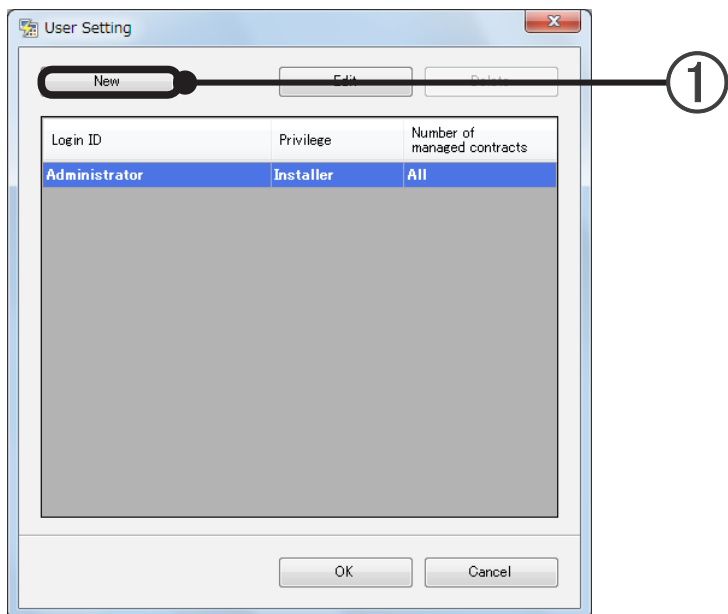 User Setting
New
Edit
Delete
①
Login ID
Privilege
Number of
managed contracts
Administrator
Installer
All
OK
Cancel